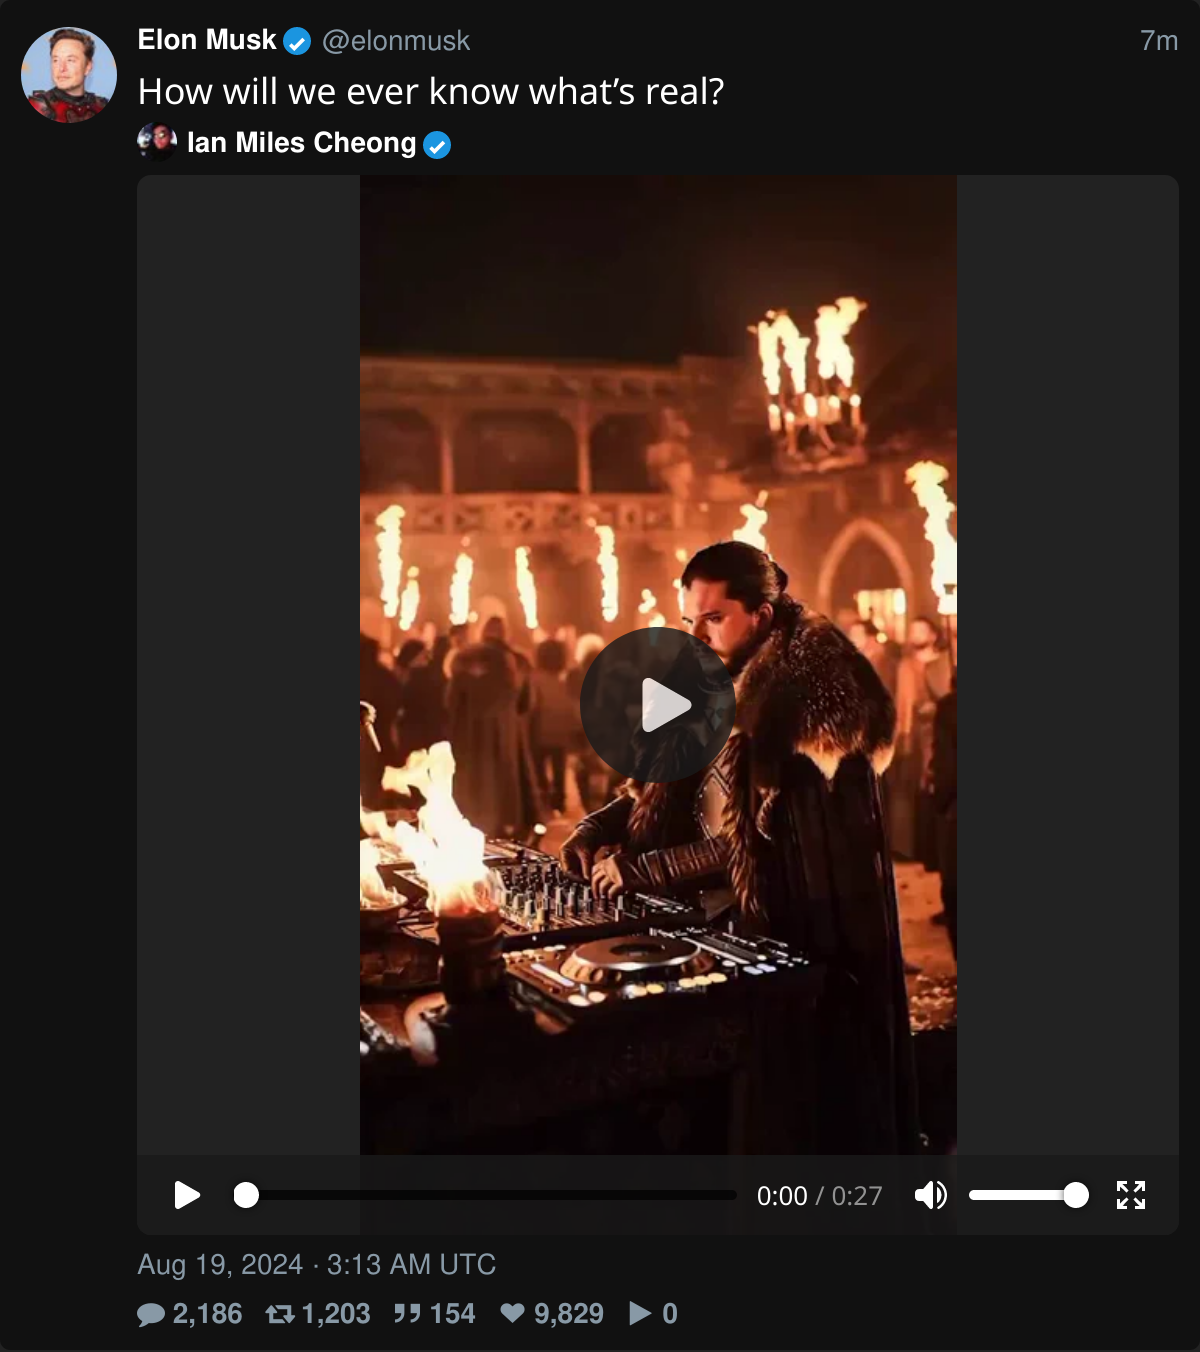 Elon Musk @elonmusk 7m
How will we ever know what’s real?
Ian Miles Cheong
0:00 / 0:27
Aug 19, 2024 · 3:13 AM UTC
2,186 1,203 154 9,829 0